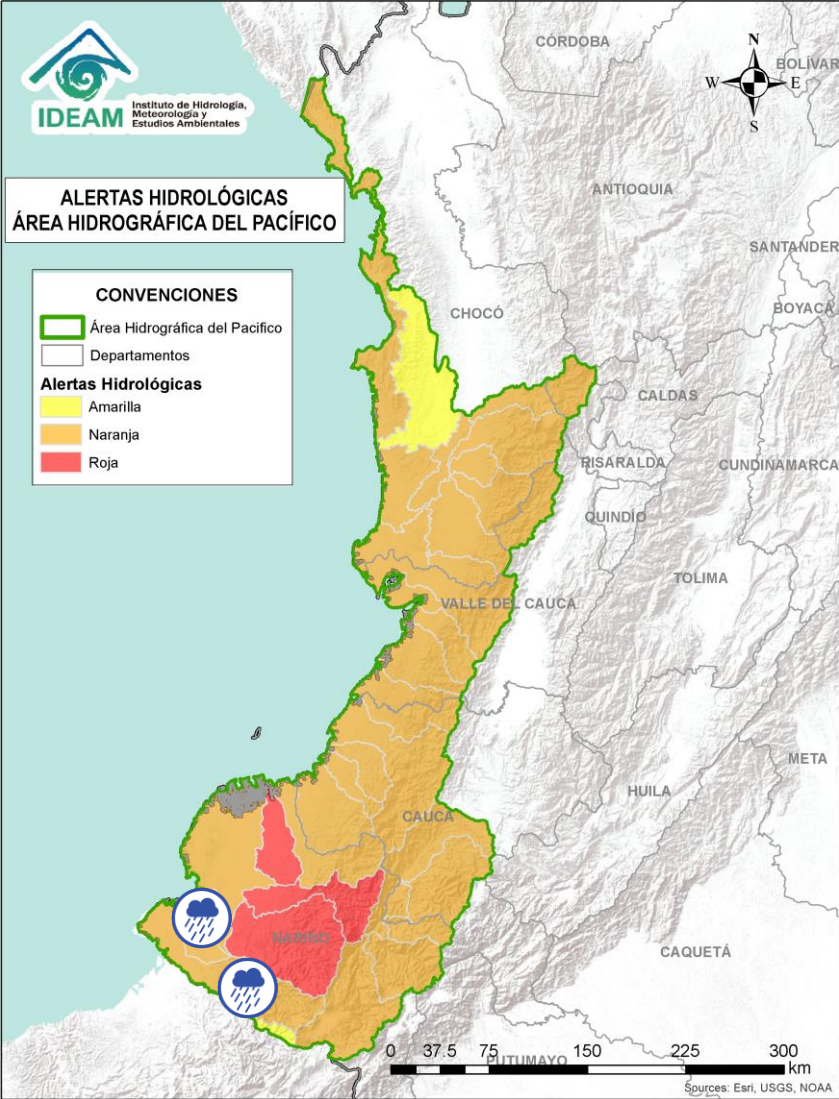 IDEAM
Instituto de Hidrología,
Meteorología y
Estudios Ambientales
ALERTAS HIDROLÓGICAS
ÁREA HIDROGRÁFICA DEL PACÍFICO
CONVENCIONES
Área Hidrográfica del Pacifico
Departamentos
Alertas Hidrológicas
Amarilla
Naranja
Roja
N
W
E
S
CÓRDOBA
BOLÍVAR
ANTIOQUIA
SANTANDER
BOYACÁ
CHOCÓ
CALDAS
RISARALDA
CUNDINAMARCA
QUINDÍO
TOLIMA
VALLE DEL CAUCA
META
HUILA
CAUCA
NARIÑO
CAQUETÁ
PUTUMAYO
0 37.5 75 150 225 300
km
Sources: Esri, USGS, NOAA